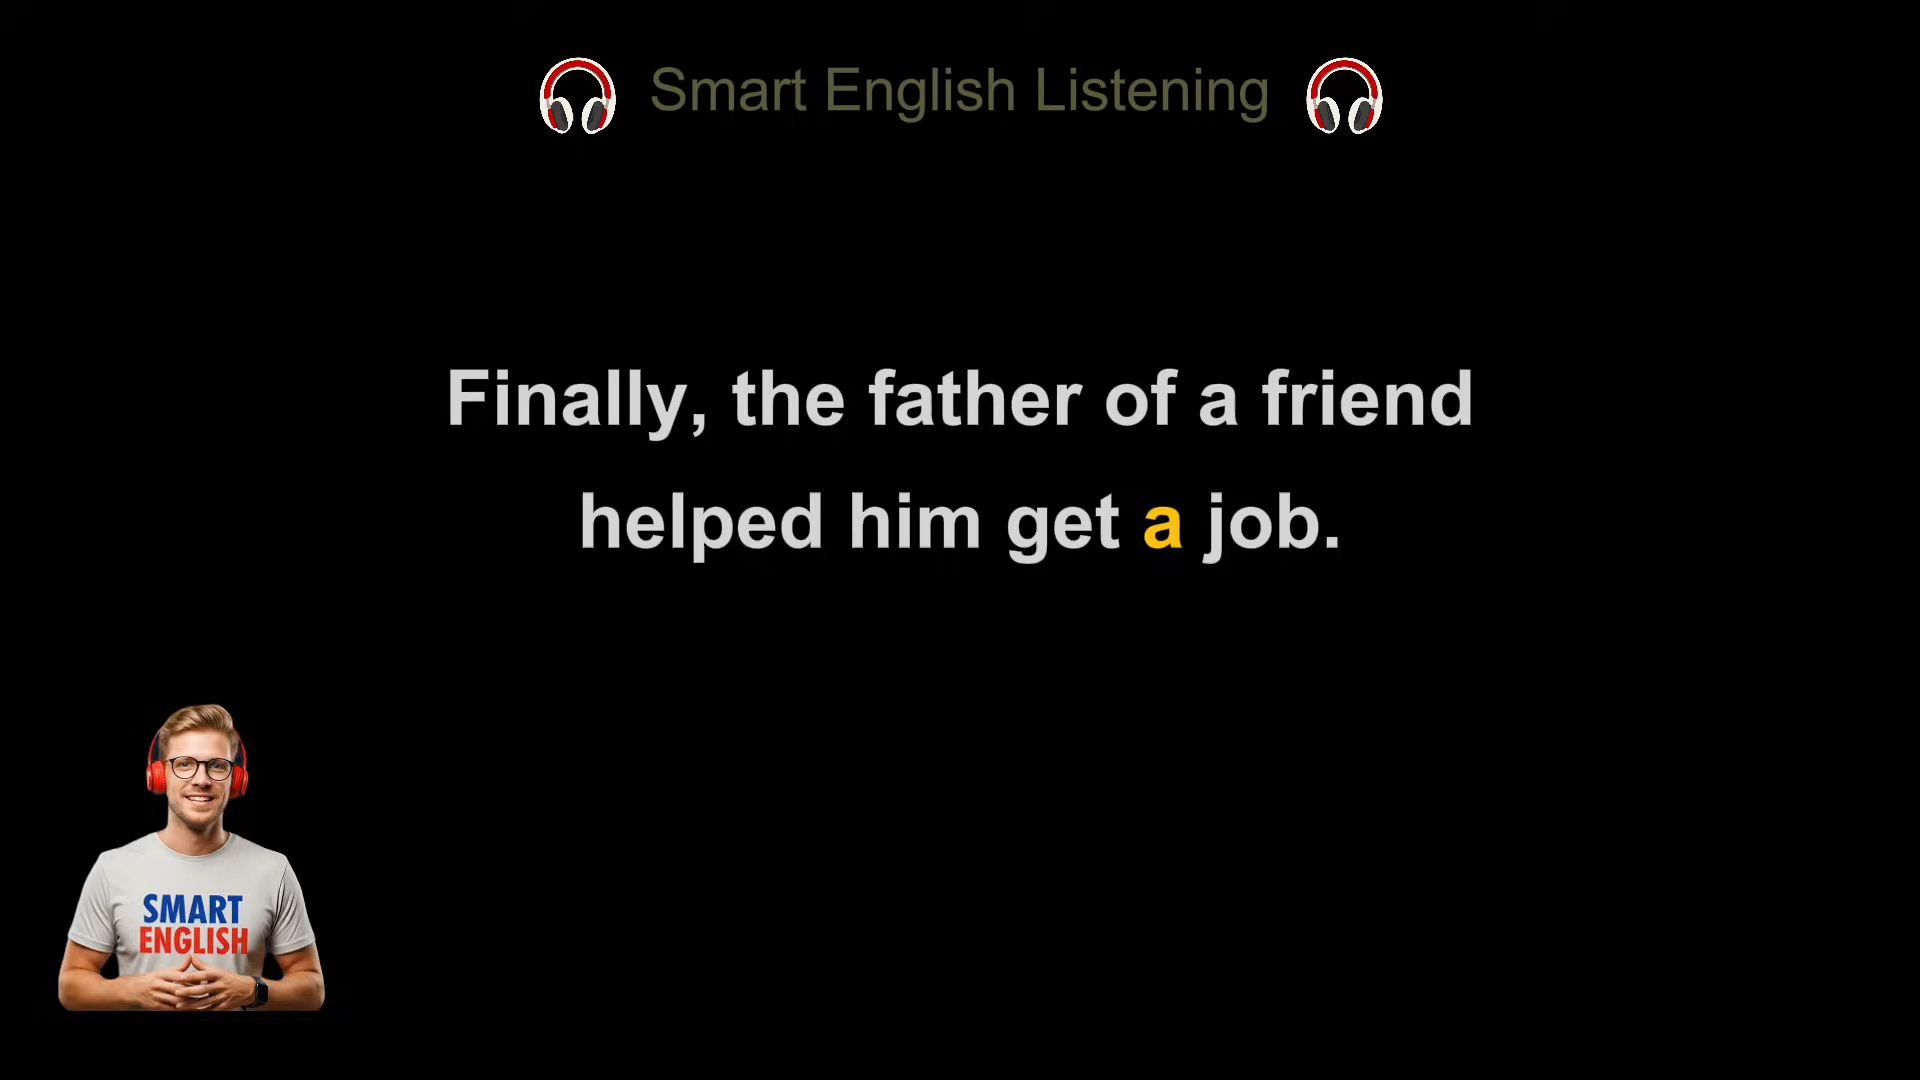 Smart English Listening
Finally, the father of a friend
helped him get a job.
SMART
ENGLISH